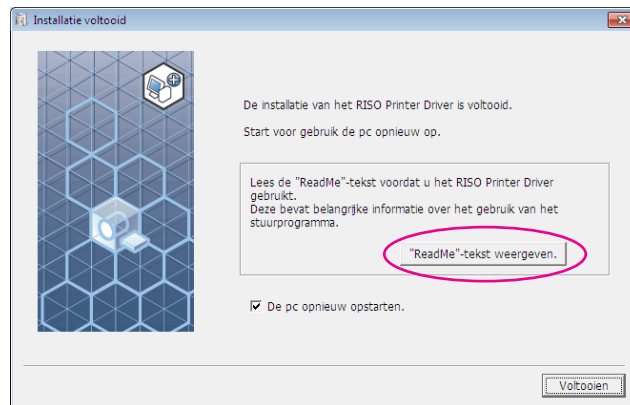 Installatie voltooid
De installatie van het RISO Printer Driver is voltooid.
Start voor gebruik de pc opnieuw op.
Lees de "ReadMe"-tekst voordat u het RISO Printer Driver
gebruikt.
Deze bevat belangrijke informatie over het gebruik van het
stuurprogramma.
"ReadMe"-tekst weergeven.
De pc opnieuw opstarten.
Voltooien